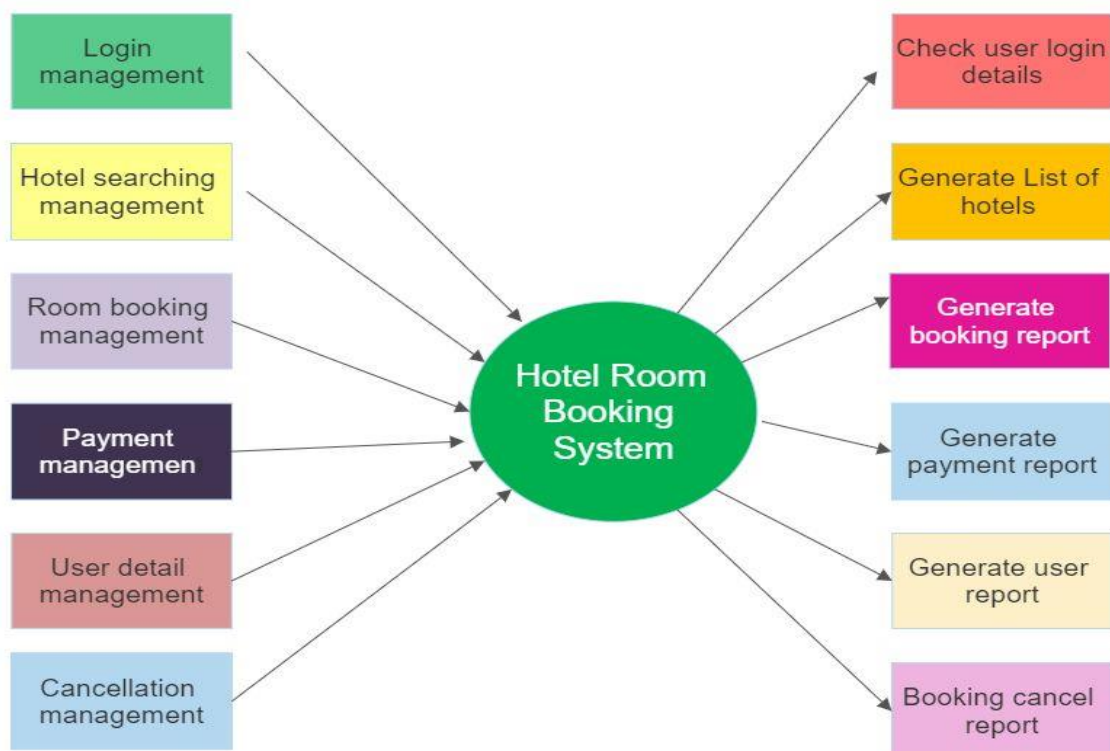 Login
management
Hotel searching
management
Room booking
management
Payment
managemen
User detail
management
Cancellation
management
Hotel Room
Booking
System
Check user login
details
Generate List of
hotels
Generate
booking report
Generate
payment report
Generate user
report
Booking cancel
report